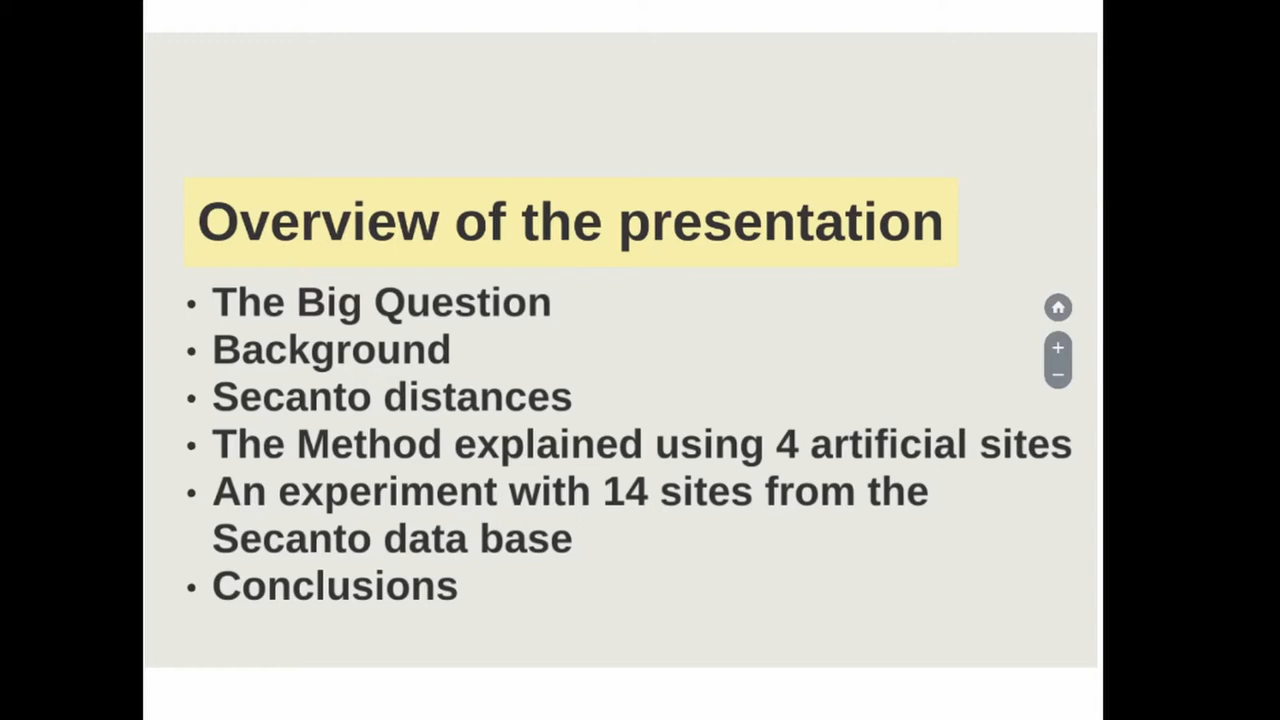 Overview of the presentation
• The Big Question
• Background
• Secanto distances
• The Method explained using 4 artificial sites
• An experiment with 14 sites from the
Secanto data base
• Conclusions